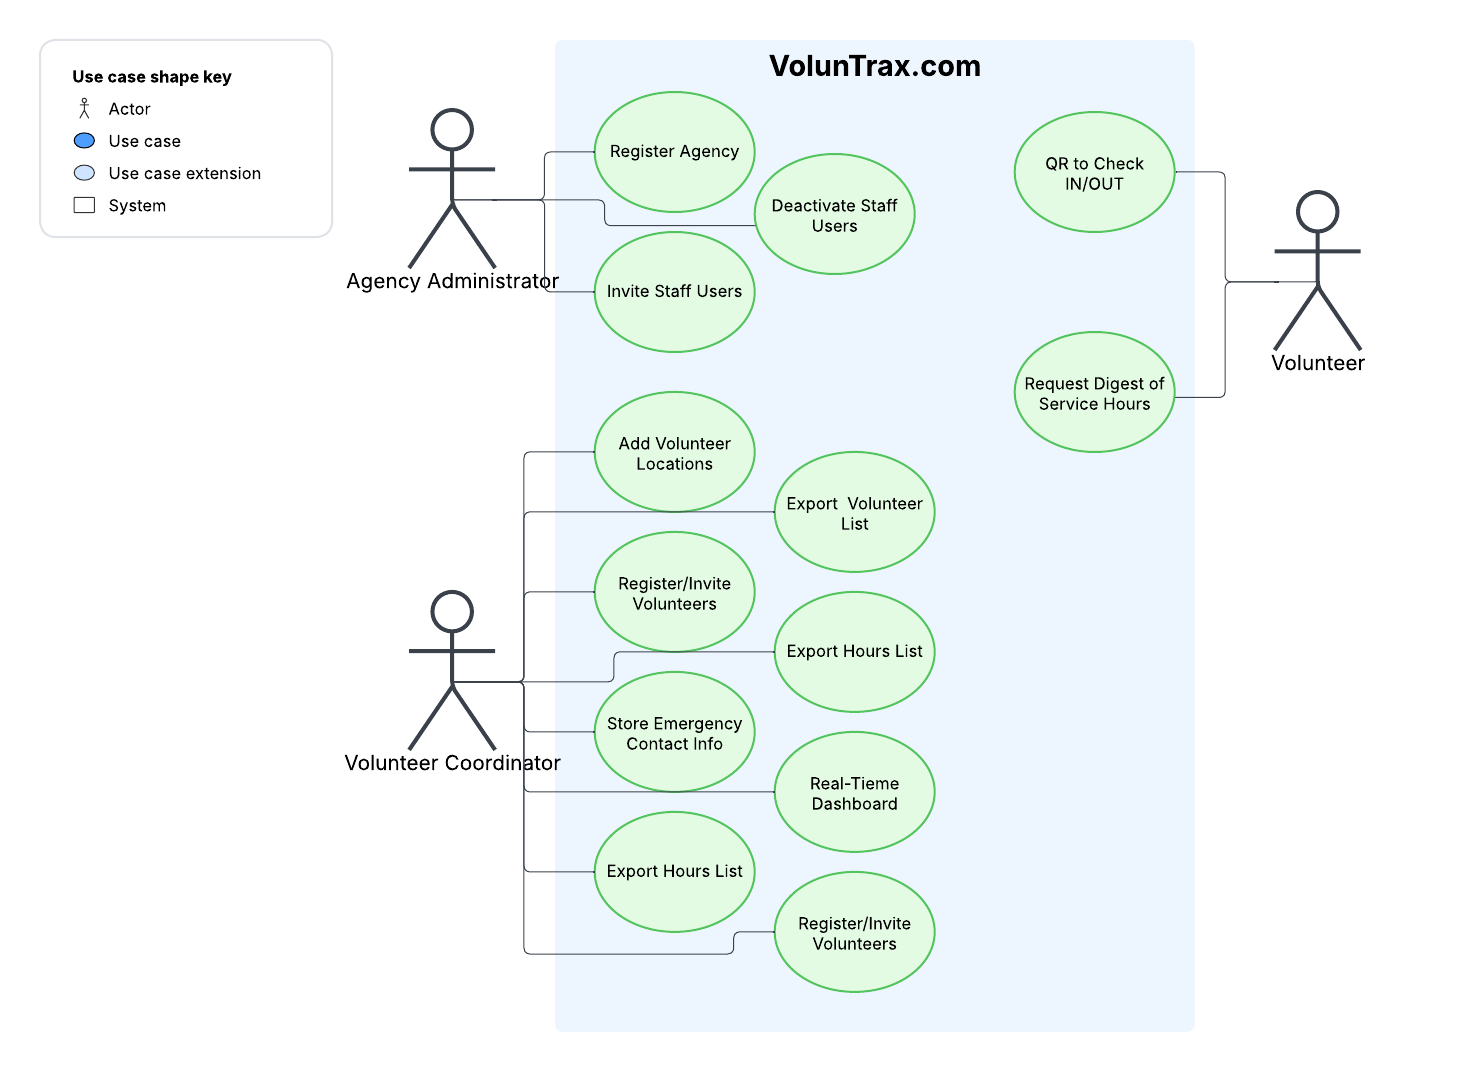 Use case shape key
Actor
Use case
Use case extension
System
VolunTrax.com
Agency Administrator
Register Agency
Deactivate Staff
Users
Invite Staff Users
QR to Check
IN/OUT
Volunteer
Request Digest of
Service Hours
Volunteer Coordinator
Add Volunteer
Locations
Export  Volunteer
List
Register/Invite
Volunteers
Export Hours List
Store Emergency
Contact Info
Real-Tieme
Dashboard
Export Hours List
Register/Invite
Volunteers